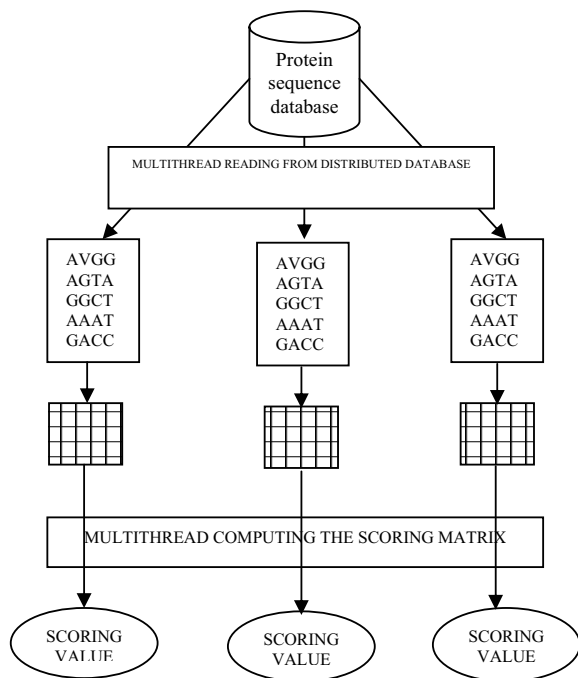 Protein
sequence
database
MULTITHREAD READING FROM DISTRIBUTED DATABASE
AVGG
AGTA
GGCT
AAAT
GACC
AVGG
AGTA
GGCT
AAAT
GACC
AVGG
AGTA
GGCT
AAAT
GACC
MULTITHREAD COMPUTING THE SCORING MATRIX
SCORING
VALUE
SCORING
VALUE
SCORING
VALUE